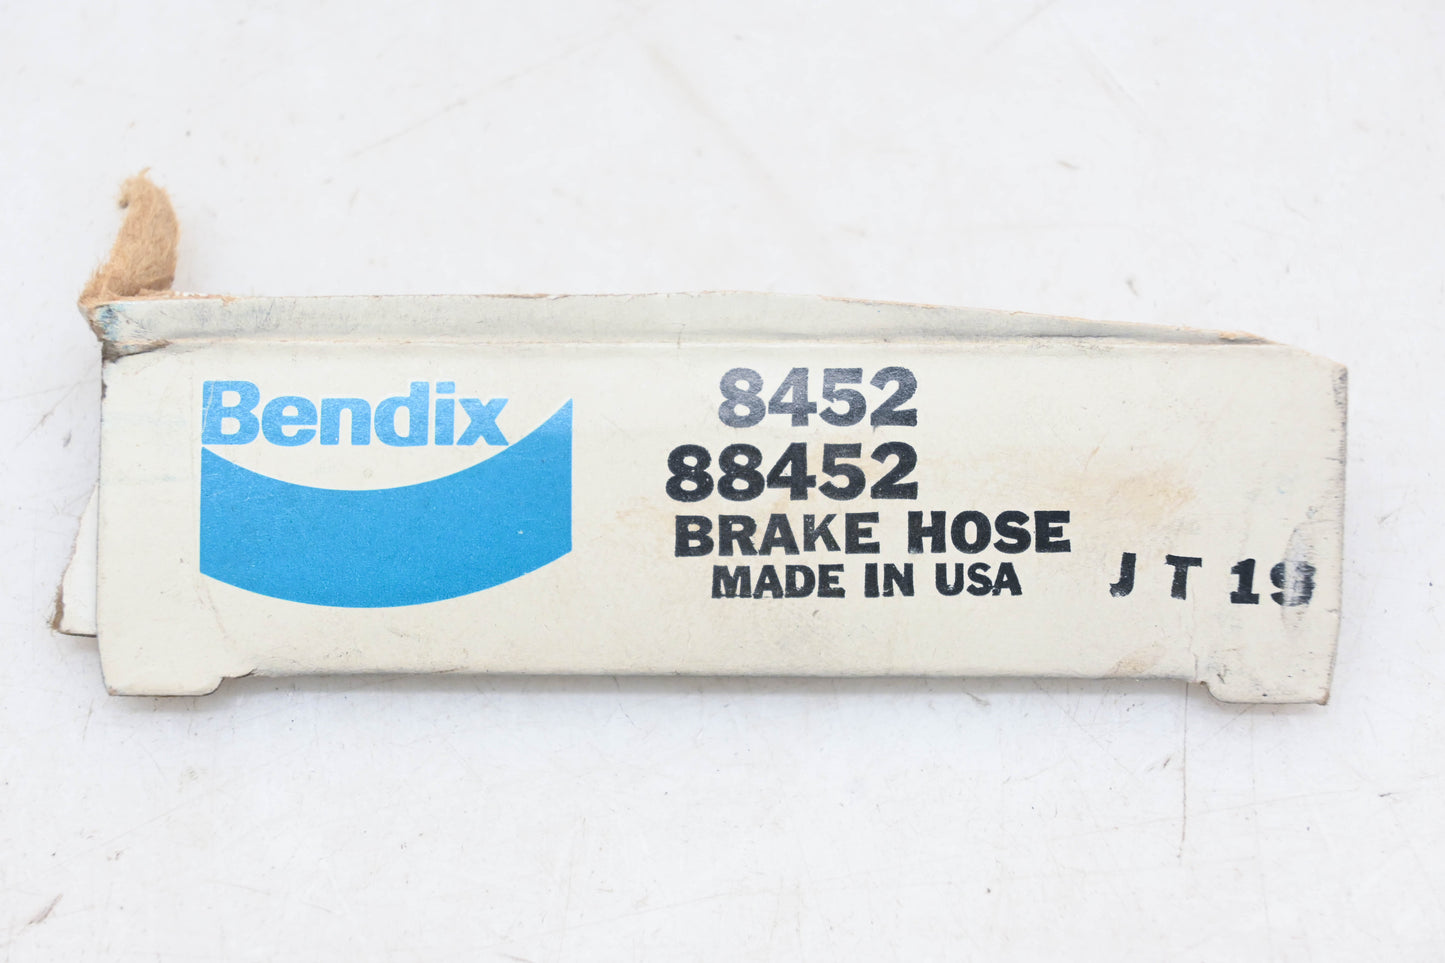 Bendix
8452
88452
BRAKE HOSE
MADE IN USA
J T 19